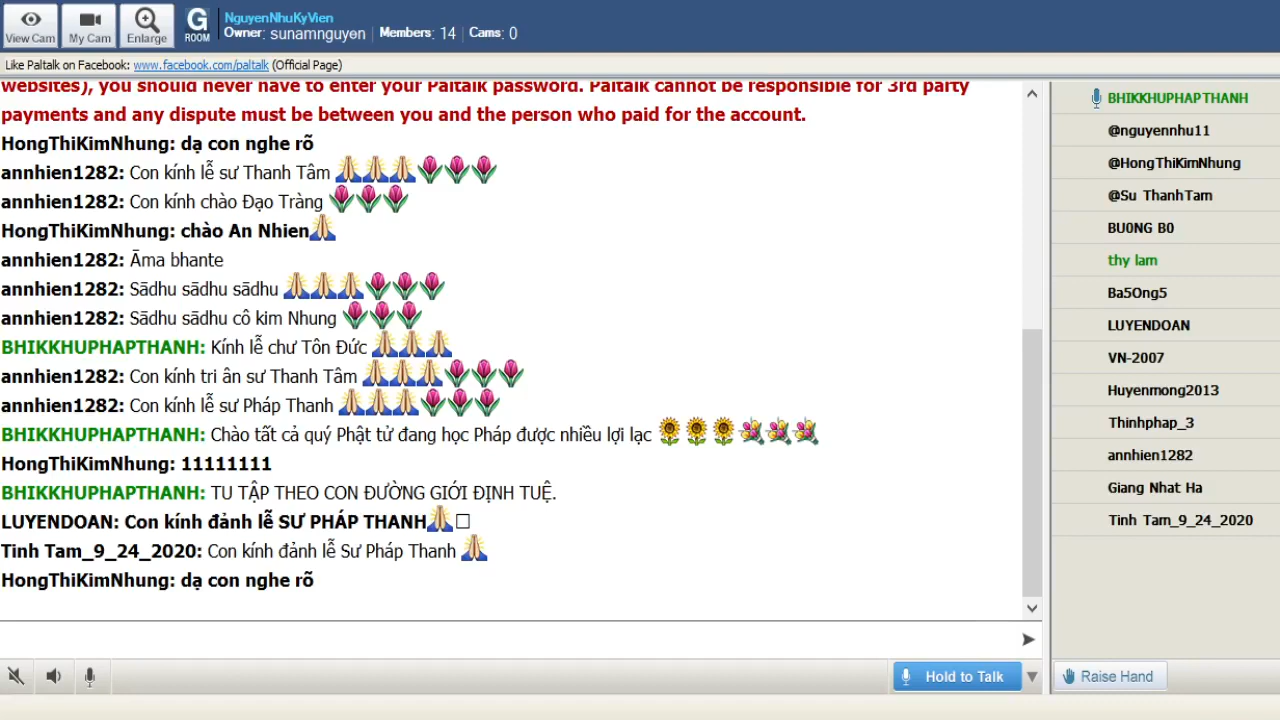 View Cam
My Cam
Enlarge
G
ROOM
NguyenNhuKyVien
Owner: sunamnguyen | Members: 14 | Cams: 0
Like Paltalk on Facebook: www.facebook.com/paltalk (Official Page)
websites), you should never have to enter your Paltalk password. Paltalk cannot be responsible for 3rd party
payments and any dispute must be between you and the person who paid for the account.
HongThiKimNhung: dạ con nghe rõ
annhien1282: Con kính lễ sư Thanh Tâm 🙏🙏🙏🌷🌷🌷
annhien1282: Con kính chào Đạo Tràng 🌷🌷🌷
HongThiKimNhung: chào An Nhien🙏
annhien1282: Āma bhante
annhien1282: Sādhu sādhu sādhu 🙏🙏🙏🌷🌷🌷
annhien1282: Sādhu sādhu cô kim Nhung 🌷🌷🌷
BHIKKHUPHAPTHANH: Kính lễ chư Tôn Đức 🙏🙏🙏
annhien1282: Con kính tri ân sư Thanh Tâm 🙏🙏🙏🌷🌷🌷
annhien1282: Con kính lễ sư Pháp Thanh 🙏🙏🙏🌷🌷🌷
BHIKKHUPHAPTHANH: Chào tất cả quý Phật tử đang học Pháp được nhiều lợi lạc 🌻🌻🌻💐💐💐
HongThiKimNhung: 11111111
BHIKKHUPHAPTHANH: TU TẬP THEO CON ĐƯỜNG GIỚI ĐỊNH TUỆ.
LUYENDOAN: Con kính đảnh lễ SƯ PHÁP THANH🙏□
Tinh Tam_9_24_2020: Con kính đảnh lễ Sư Pháp Thanh 🙏
HongThiKimNhung: dạ con nghe rõ
Hold to Talk
BHIKKHUPHAPTHANH
@nguyennhu11
@HongThiKimNhung
@Su ThanhTam
BU0NG B0
thy lam
Ba5Ong5
LUYENDOAN
VN-2007
Huyenmong2013
Thinhphap_3
annhien1282
Giang Nhat Ha
Tinh Tam_9_24_2020
Raise Hand